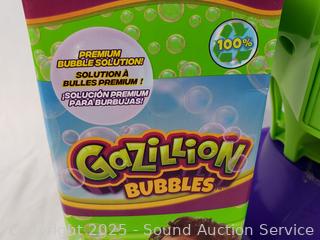 PREMIUM
BUBBLE SOLUTION!
SOLUTION À
BULLES PREMIUM !
¡SOLUCIÓN PREMIUM
PARA BURBUJAS!
100%
GAZILLION
BUBBLES
Copyright 2025 - Sound Auction Service